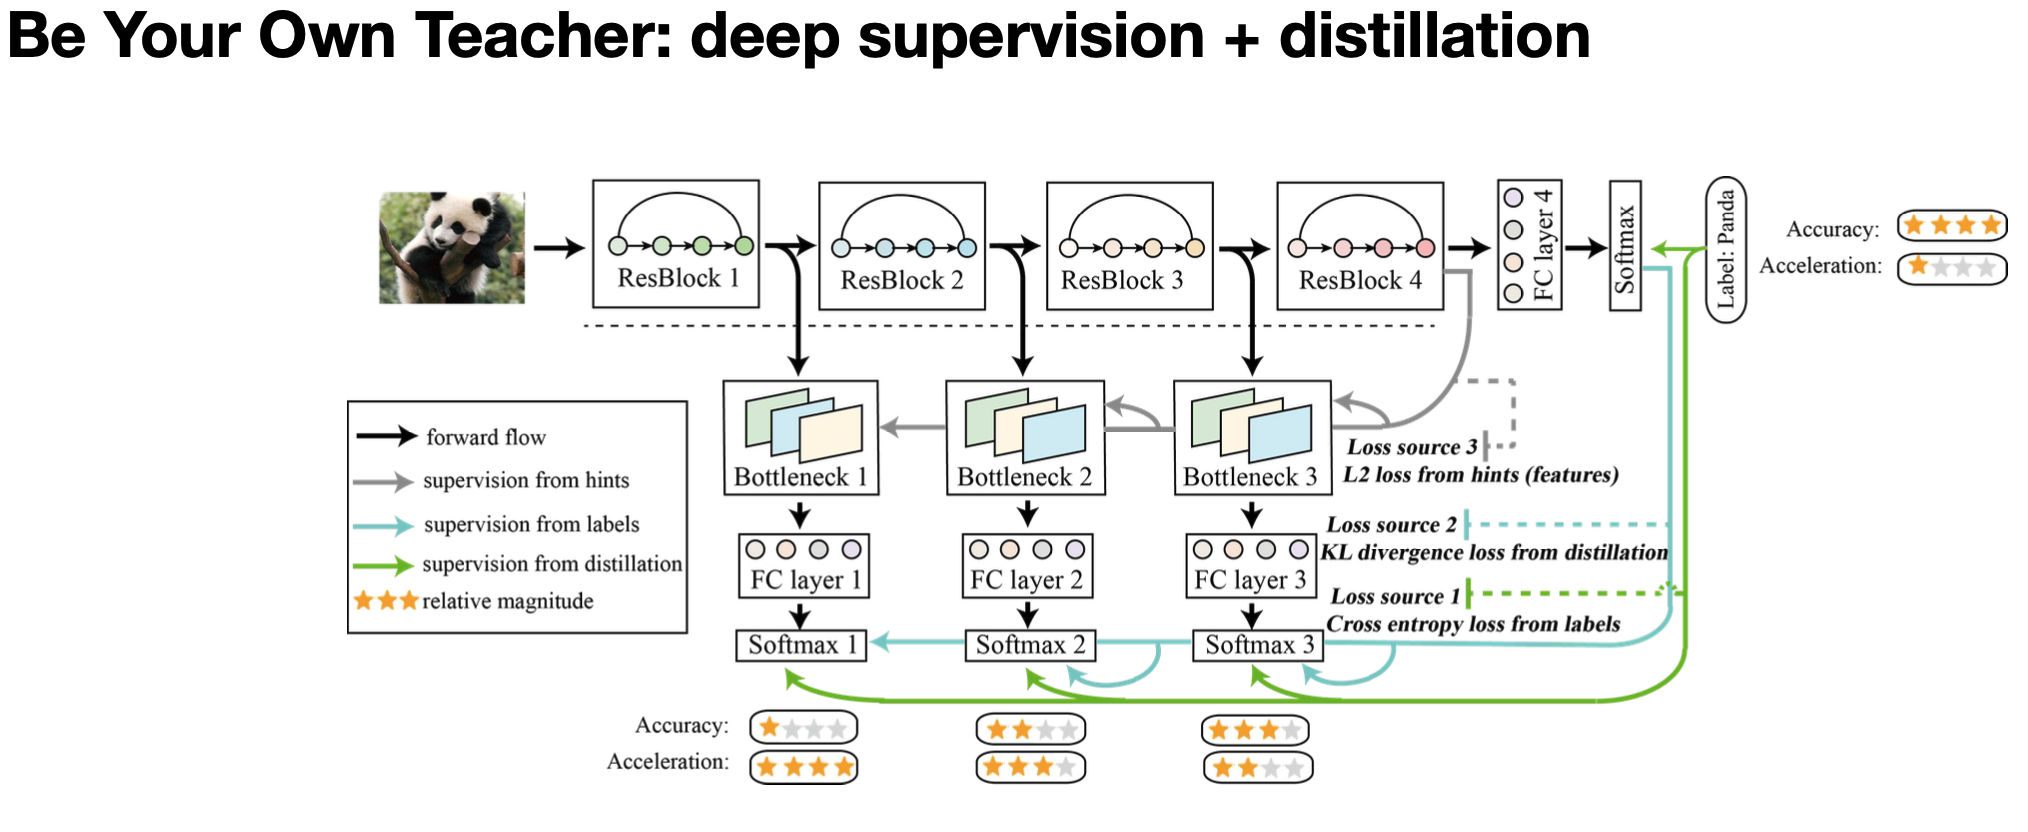 Be Your Own Teacher: deep supervision + distillation
ResBlock 1
ResBlock 2
ResBlock 3
ResBlock 4
FC layer 4
Softmax
Label: Panda
Accuracy:
Acceleration:
forward flow
supervision from hints
supervision from labels
supervision from distillation
relative magnitude
Bottleneck 1
Bottleneck 2
Bottleneck 3
Loss source 3
L2 loss from hints (features)
Loss source 2
KL divergence loss from distillation
Loss source 1
Cross entropy loss from labels
FC layer 1
FC layer 2
FC layer 3
Softmax 1
Softmax 2
Softmax 3
Accuracy:
Acceleration: